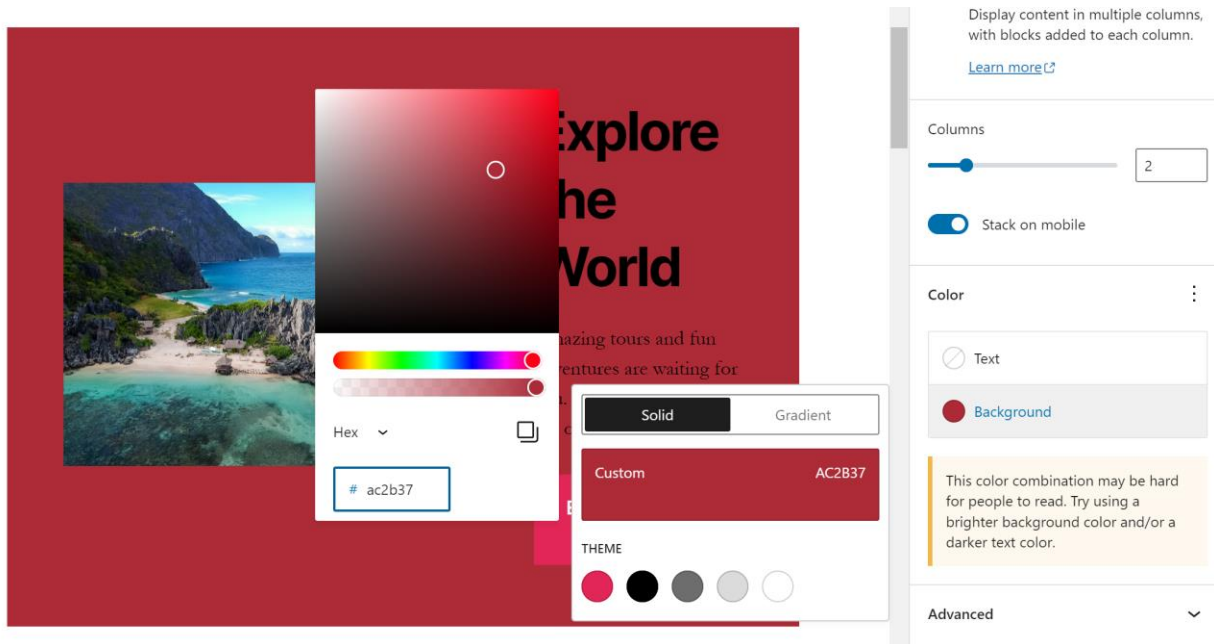 Display content in multiple columns,
with blocks added to each column.
Learn more
Columns
2
Stack on mobile
Color
Text
Background
This color combination may be hard
for people to read. Try using a
brighter background color and/or a
darker text color.
Advanced
Explore
the
World
tours and fun
are waiting for
Hex
# ac2b37
Solid
Gradient
Custom
AC2B37
THEME